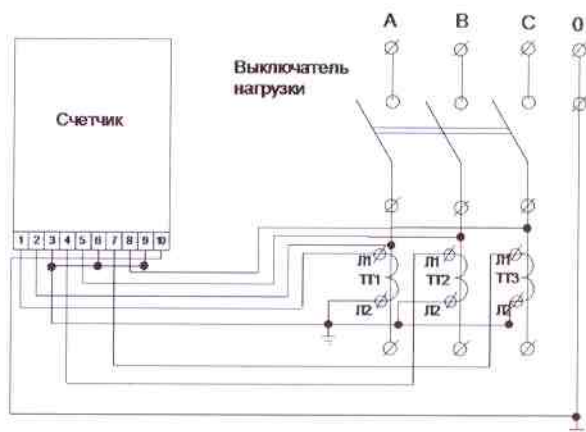 А В С 0
Выключатель
нагрузки
Счетчик
1 2 3 4 5 6 7 8 9 10
Л1 Л1 Л1
ТТ1 ТТ2 ТТ3
Л2 Л2 Л2